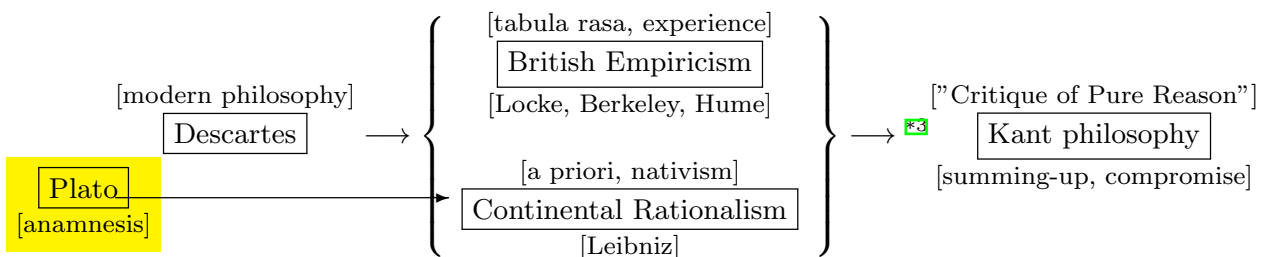 [tabula rasa, experience]
British Empiricism
[Locke, Berkeley, Hume]
[modern philosophy]
Descartes
["Critique of Pure Reason"]
*3
Kant philosophy
[summing-up, compromise]
Plato
[anamnesis]
[a priori, nativism]
Continental Rationalism
[Leibniz]